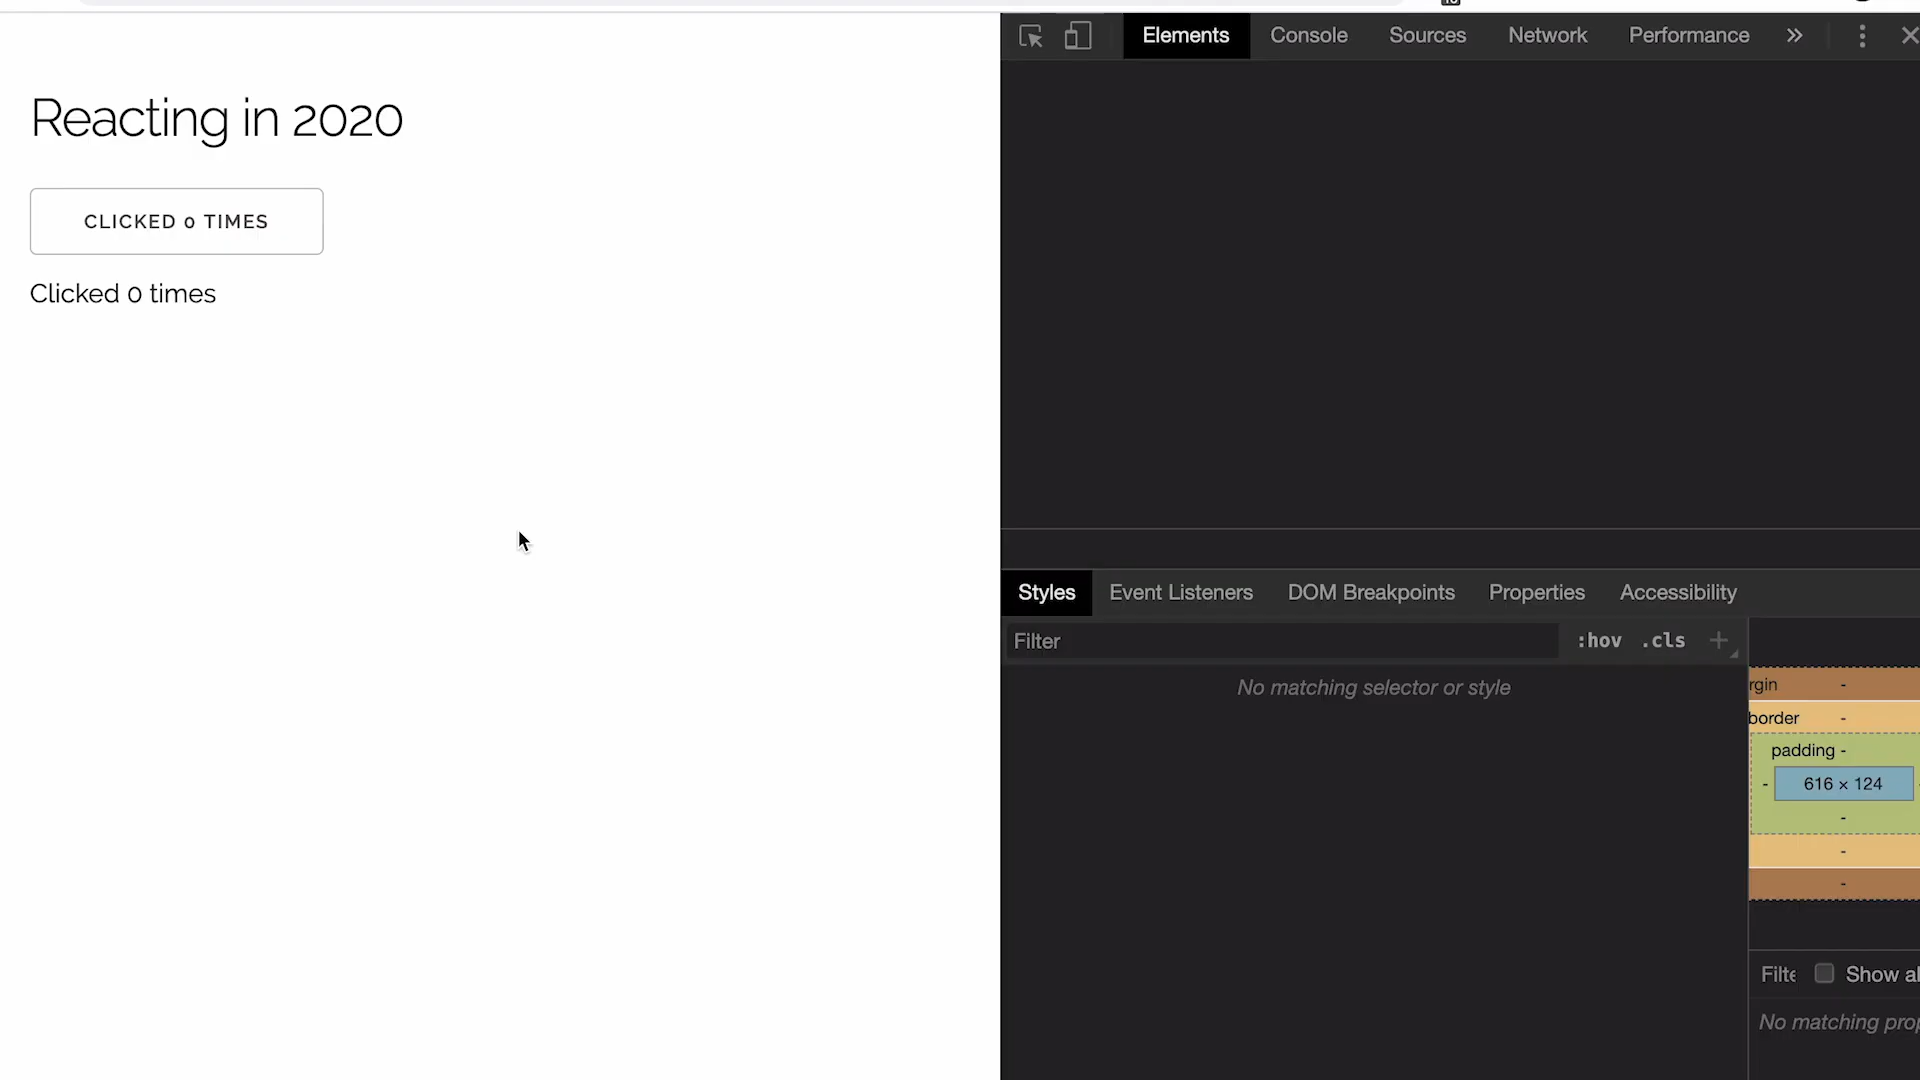 Reacting in 2020
CLICKED 0 TIMES
Clicked 0 times
Elements Console Sources Network Performance
Styles Event Listeners DOM Breakpoints Properties Accessibility
Filter :hov .cls +
No matching selector or style
rgin -
border -
padding -
- 616 × 124
-
-
-
Filte Show al
No matching prop